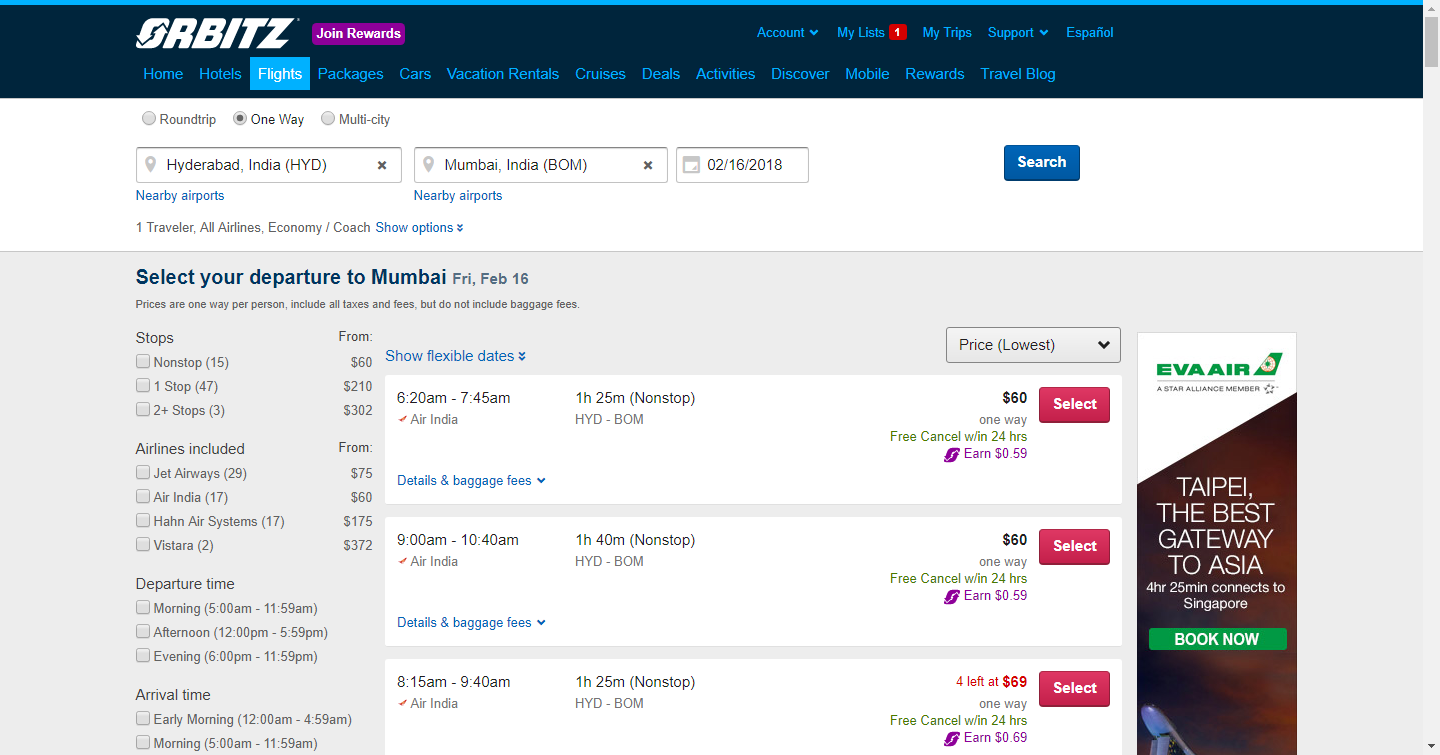 ORBITZ Join Rewards
Account My Lists 1 My Trips Support Español
Home Hotels Flights Packages Cars Vacation Rentals Cruises Deals Activities Discover Mobile Rewards Travel Blog
Roundtrip One Way Multi-city
Hyderabad, India (HYD) Mumbai, India (BOM) 02/16/2018 Search
Nearby airports Nearby airports
1 Traveler, All Airlines, Economy / Coach Show options
Select your departure to Mumbai Fri, Feb 16
Prices are one way per person, include all taxes and fees, but do not include baggage fees.
Stops From:
Nonstop (15) $60
1 Stop (47) $210
2+ Stops (3) $302
Airlines included From:
Jet Airways (29) $75
Air India (17) $60
Hahn Air Systems (17) $175
Vistara (2) $372
Departure time
Morning (5:00am - 11:59am)
Afternoon (12:00pm - 5:59pm)
Evening (6:00pm - 11:59pm)
Arrival time
Early Morning (12:00am - 4:59am)
Morning (5:00am - 11:59am)
Show flexible dates Price (Lowest)
6:20am - 7:45am 1h 25m (Nonstop) $60 Select
Air India HYD - BOM one way
Free Cancel w/in 24 hrs
Earn $0.59
Details & baggage fees
9:00am - 10:40am 1h 40m (Nonstop) $60 Select
Air India HYD - BOM one way
Free Cancel w/in 24 hrs
Earn $0.59
Details & baggage fees
8:15am - 9:40am 1h 25m (Nonstop) 4 left at $69 Select
Air India HYD - BOM one way
Free Cancel w/in 24 hrs
Earn $0.69
EVA AIR
A STAR ALLIANCE MEMBER
TAIPEI,
THE BEST
GATEWAY
TO ASIA
4hr 25min connects to
Singapore
BOOK NOW